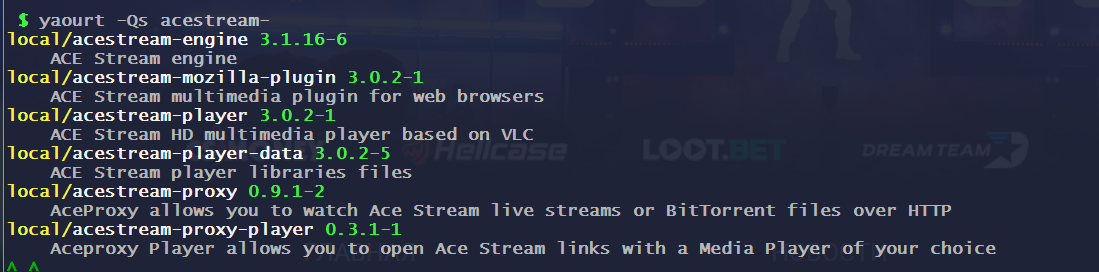 $ yaourt -Qs acestream-
local/acestream-engine 3.1.16-6
ACE Stream engine
local/acestream-mozilla-plugin 3.0.2-1
ACE Stream multimedia plugin for web browsers
local/acestream-player 3.0.2-1
ACE Stream HD multimedia player based on VLC
Hellcase LOOT.BET DREAM TEAM
local/acestream-player-data 3.0.2-5
ACE Stream player libraries files
local/acestream-proxy 0.9.1-2
AceProxy allows you to watch Ace Stream live streams or BitTorrent files over HTTP
local/acestream-proxy-player 0.3.1-1
Aceproxy Player allows you to open Ace Stream links with a Media Player of your choice
^_^